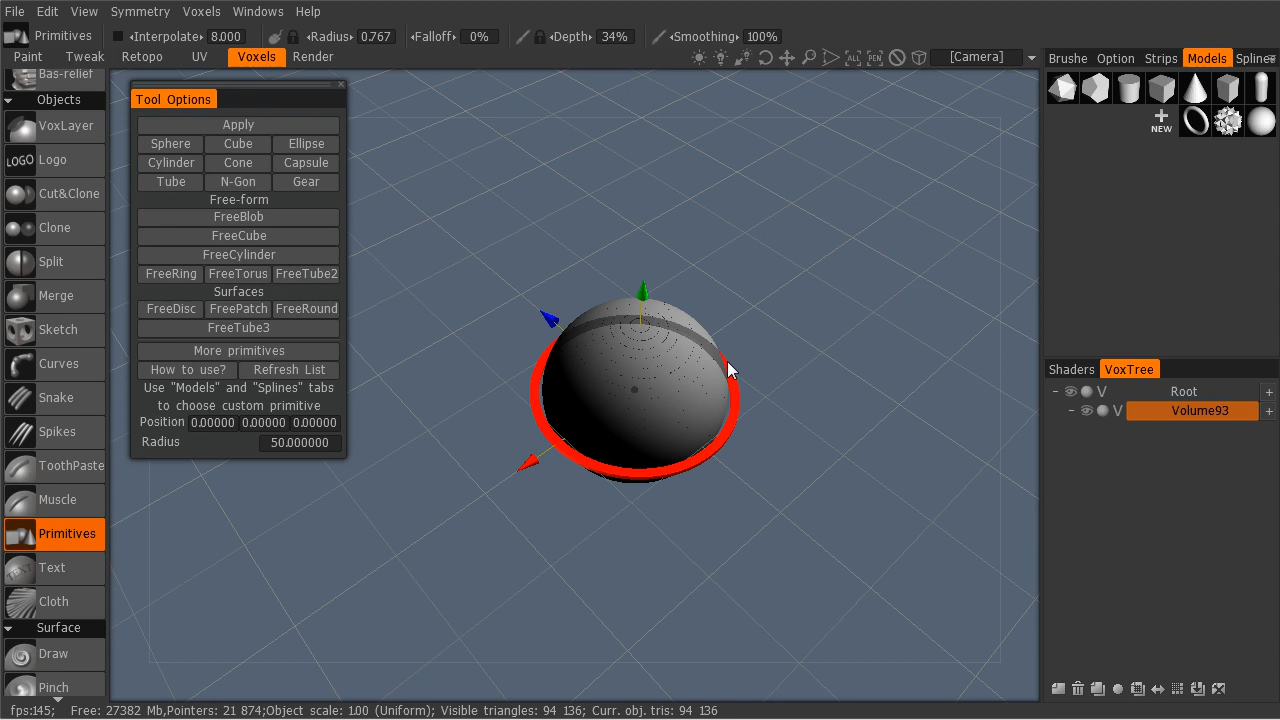 File Edit View Symmetry Voxels Windows Help
Primitives Interpolate 8.000 Radius 0.767 Falloff 0% Depth 34% Smoothing 100%
Paint Tweak Retopo UV Voxels Render ALL PEN [Camera] Brushe Option Strips Models Spline
Bas-relief
Objects
VoxLayer
LOGO Logo
Cut&Clone
Clone
Split
Merge
Sketch
Curves
Snake
Spikes
ToothPaste
Muscle
Primitives
TEXT Text
Cloth
Surface
Draw
Pinch
Tool Options
Apply
Sphere Cube Ellipse
Cylinder Cone Capsule
Tube N-Gon Gear
Free-form
FreeBlob
FreeCube
FreeCylinder
FreeRing FreeTorus FreeTube2
Surfaces
FreeDisc FreePatch FreeRound
FreeTube3
More primitives
How to use? Refresh List
Use "Models" and "Splines" tabs
to choose custom primitive
Position 0.00000 0.00000 0.00000
Radius 50.000000
+
NEW
Shaders VoxTree
− V Root +
− V Volume93 +
fps:145; Free: 27382 Mb,Pointers: 21 874;Object scale: 1.00 (Uniform); Visible triangles: 94 136; Curr. obj. tris: 94 136